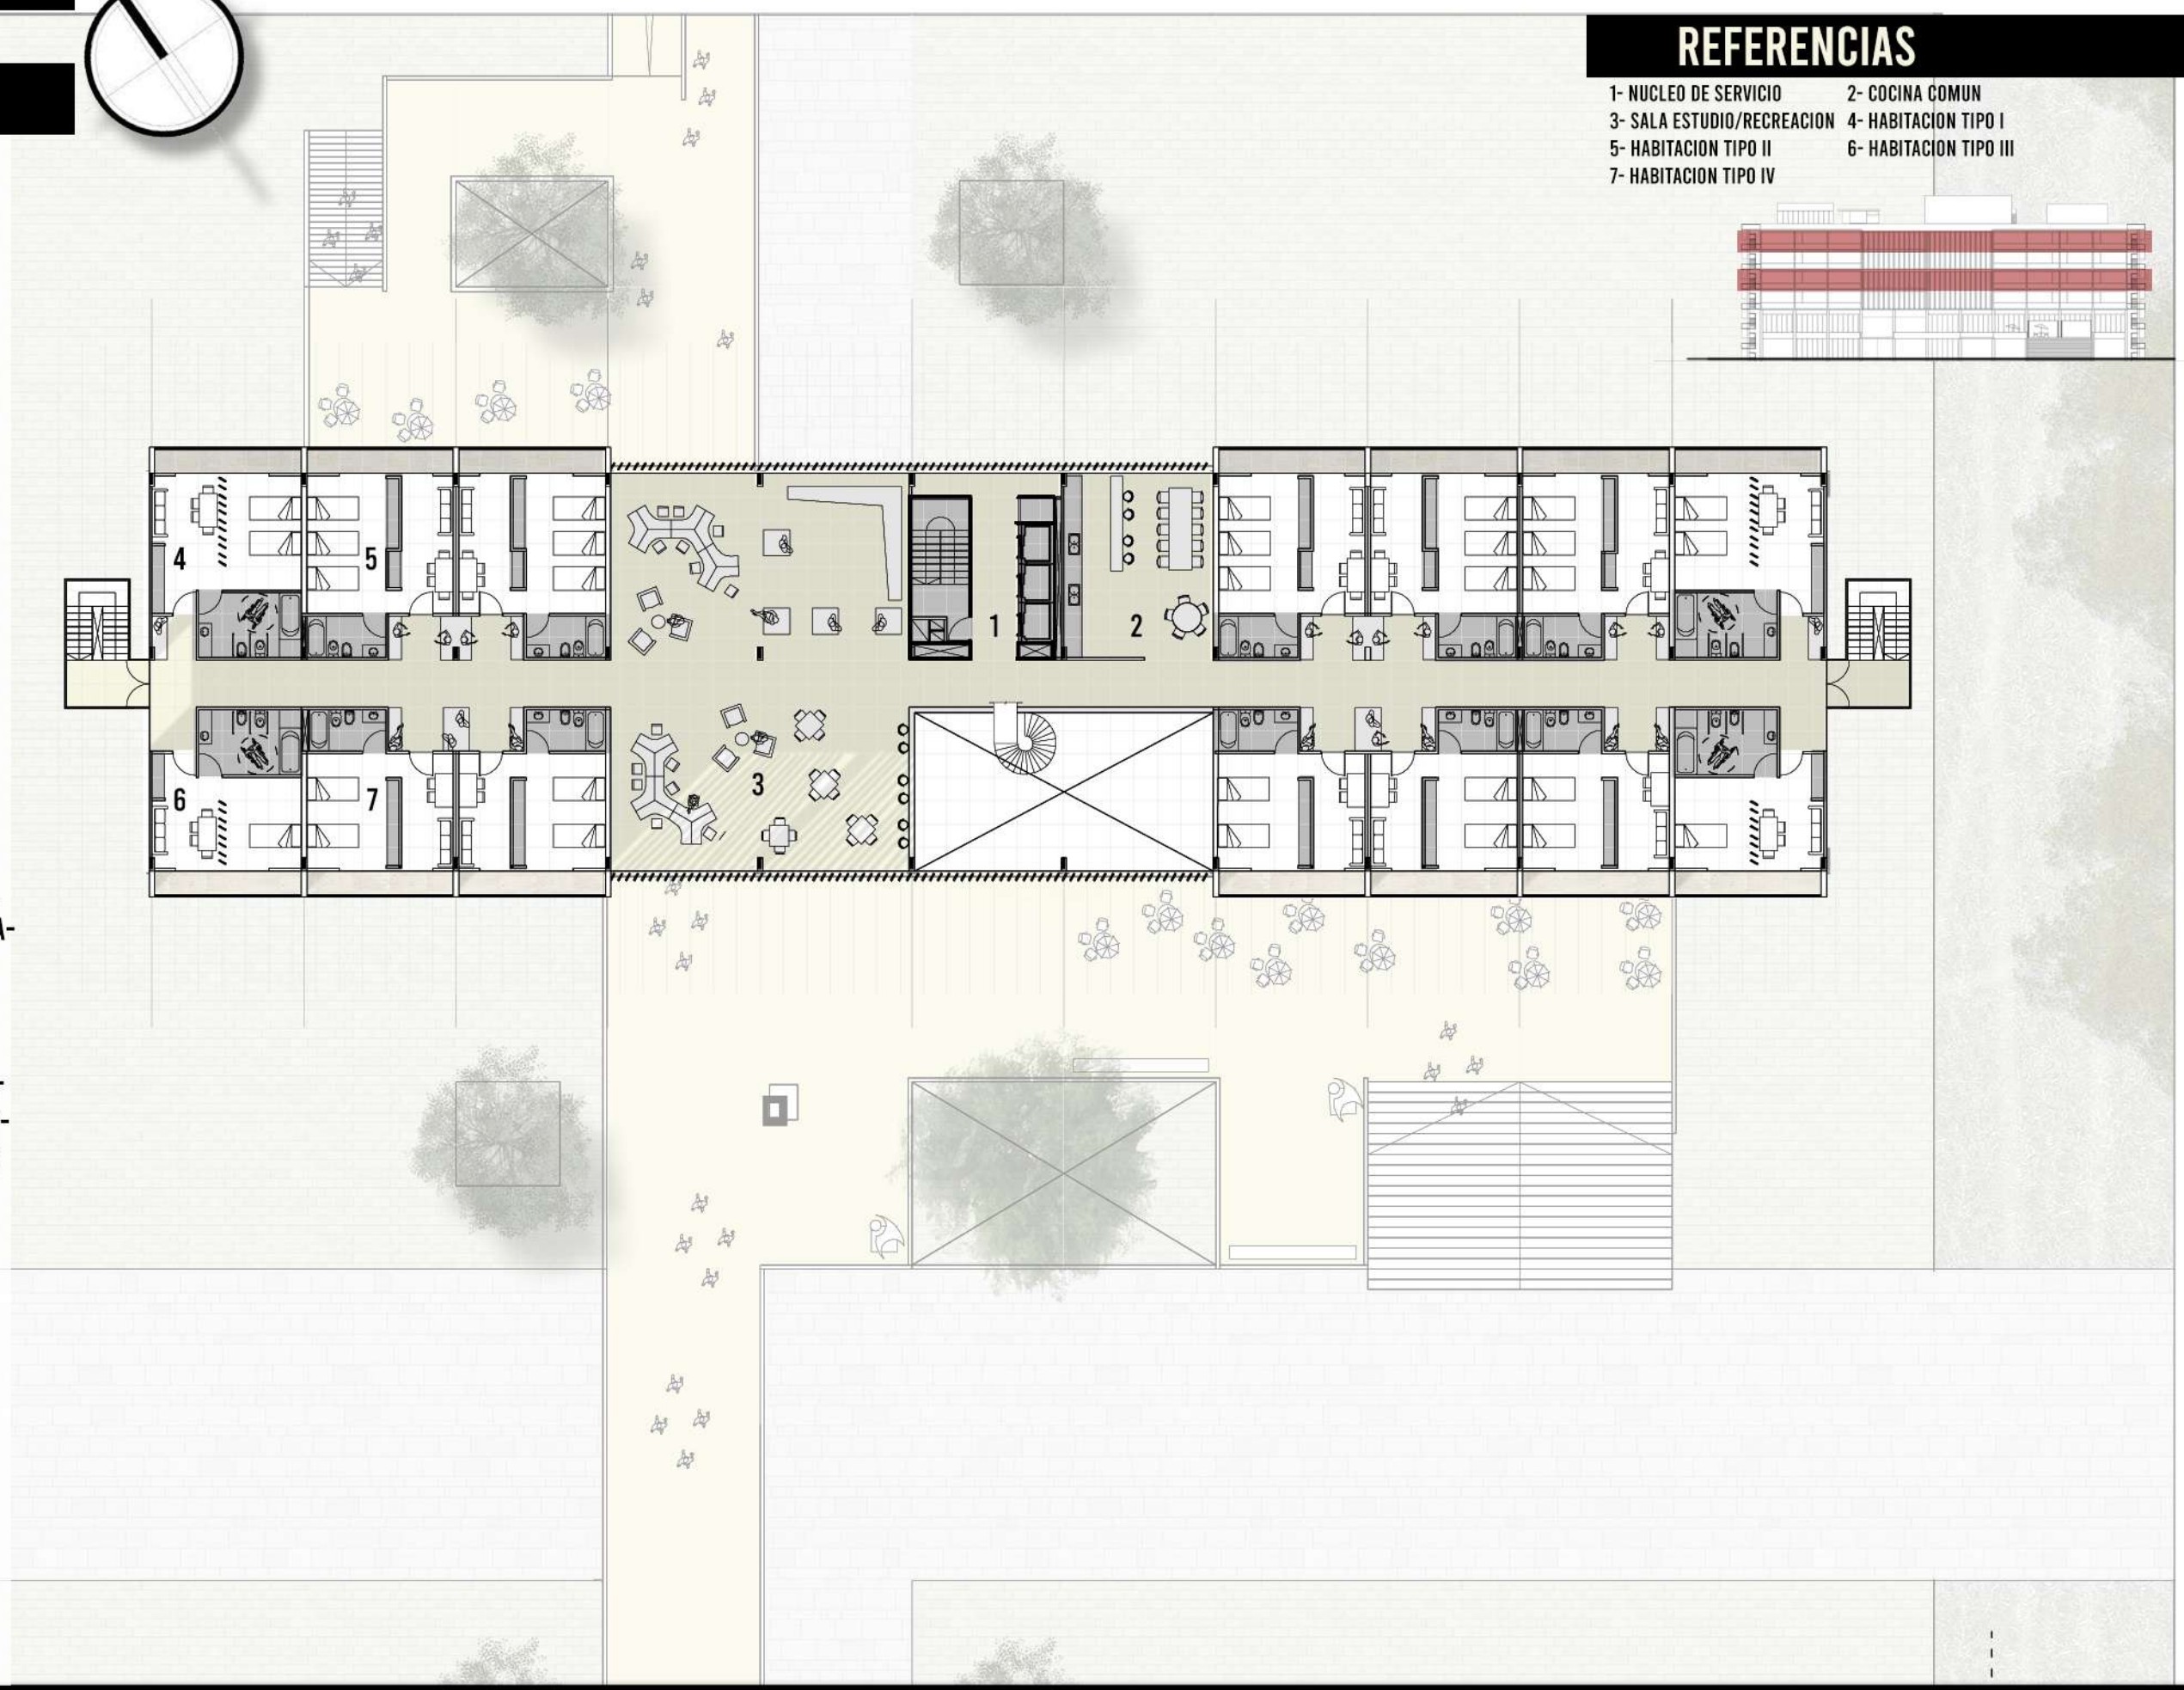 REFERENCIAS
1- NUCLEO DE SERVICIO 2- COCINA COMUN
3- SALA ESTUDIO/RECREACION 4- HABITACION TIPO I
5- HABITACION TIPO II 6- HABITACION TIPO III
7- HABITACION TIPO IV
4
5
1
2
6
7
3
A-